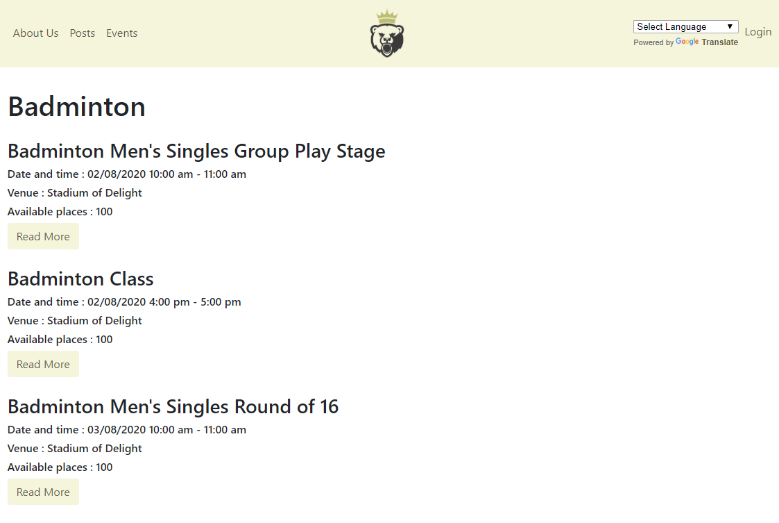 About Us Posts Events
Select Language
Login
Powered by Google Translate
Badminton
Badminton Men's Singles Group Play Stage
Date and time : 02/08/2020 10:00 am - 11:00 am
Venue : Stadium of Delight
Available places : 100
Read More
Badminton Class
Date and time : 02/08/2020 4:00 pm - 5:00 pm
Venue : Stadium of Delight
Available places : 100
Read More
Badminton Men's Singles Round of 16
Date and time : 03/08/2020 10:00 am - 11:00 am
Venue : Stadium of Delight
Available places : 100
Read More